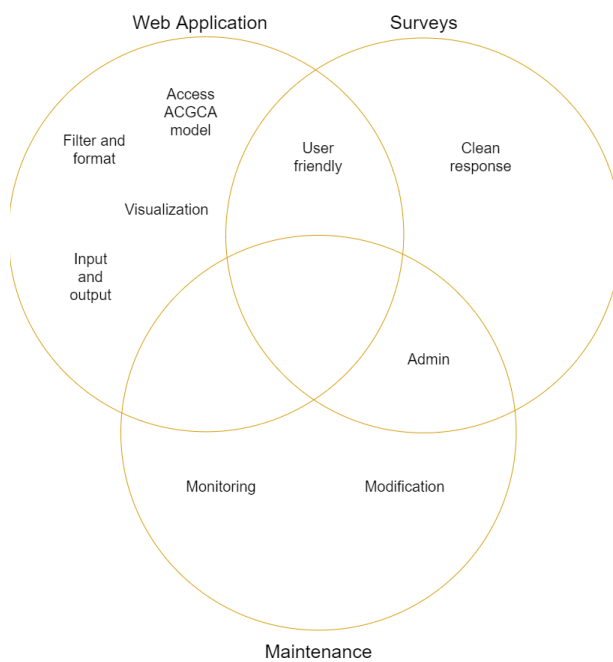 Web Application
Surveys
Access
ACGCA
model
Filter and
format
User
friendly
Clean
response
Visualization
Input
and
output
Admin
Monitoring
Modification
Maintenance